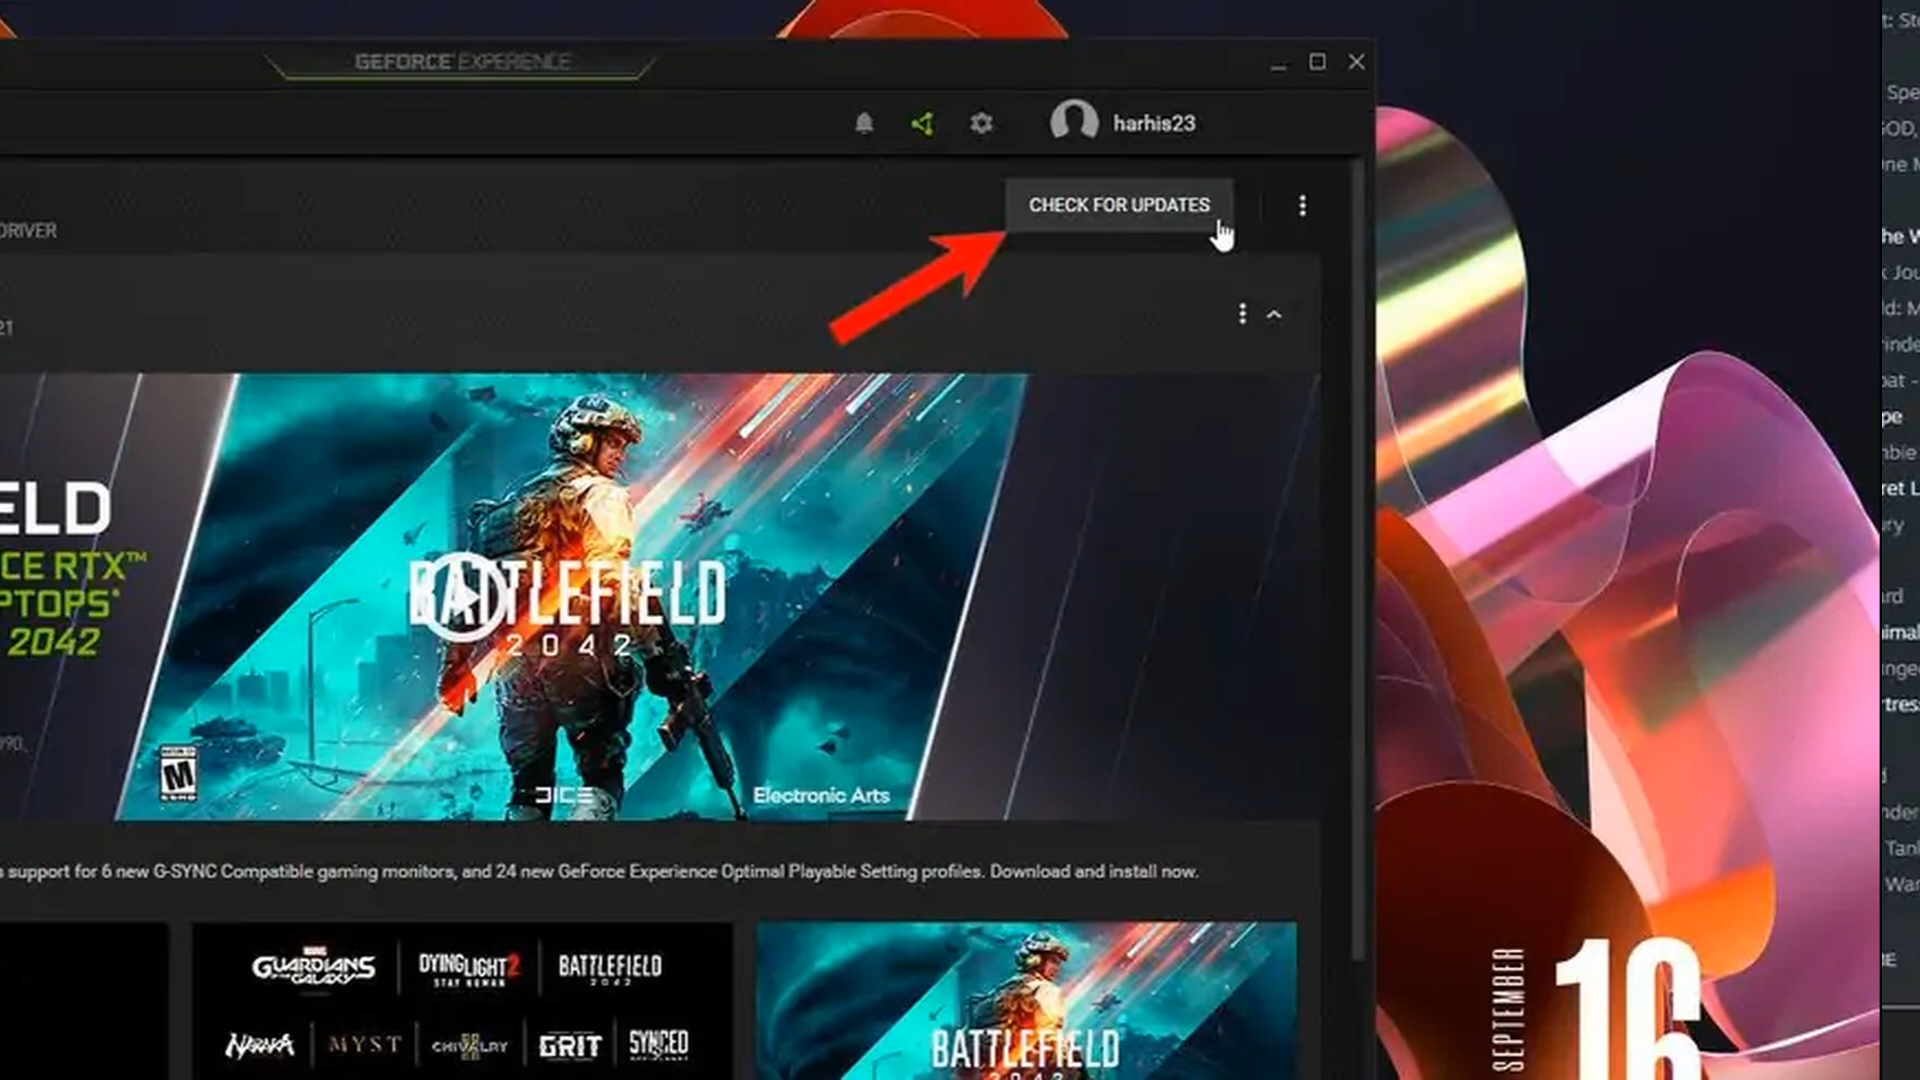 GEFORCE EXPERIENCE
harhis23
CHECK FOR UPDATES
DRIVER
21
ELD
CE RTX™
PTOPS*
2042
BATTLEFIELD
2042
M
DICE
Electronic Arts
support for 6 new G-SYNC Compatible gaming monitors, and 24 new GeForce Experience Optimal Playable Setting profiles. Download and install now.
MARVEL
GUARDIANS
OF THE GALAXY
DYING LIGHT 2
STAY HUMAN
BATTLEFIELD
2042
NARAKA
MYST
CHIVALRY
GRIT
SYNCED
BATTLEFIELD
2042
SEPTEMBER
16